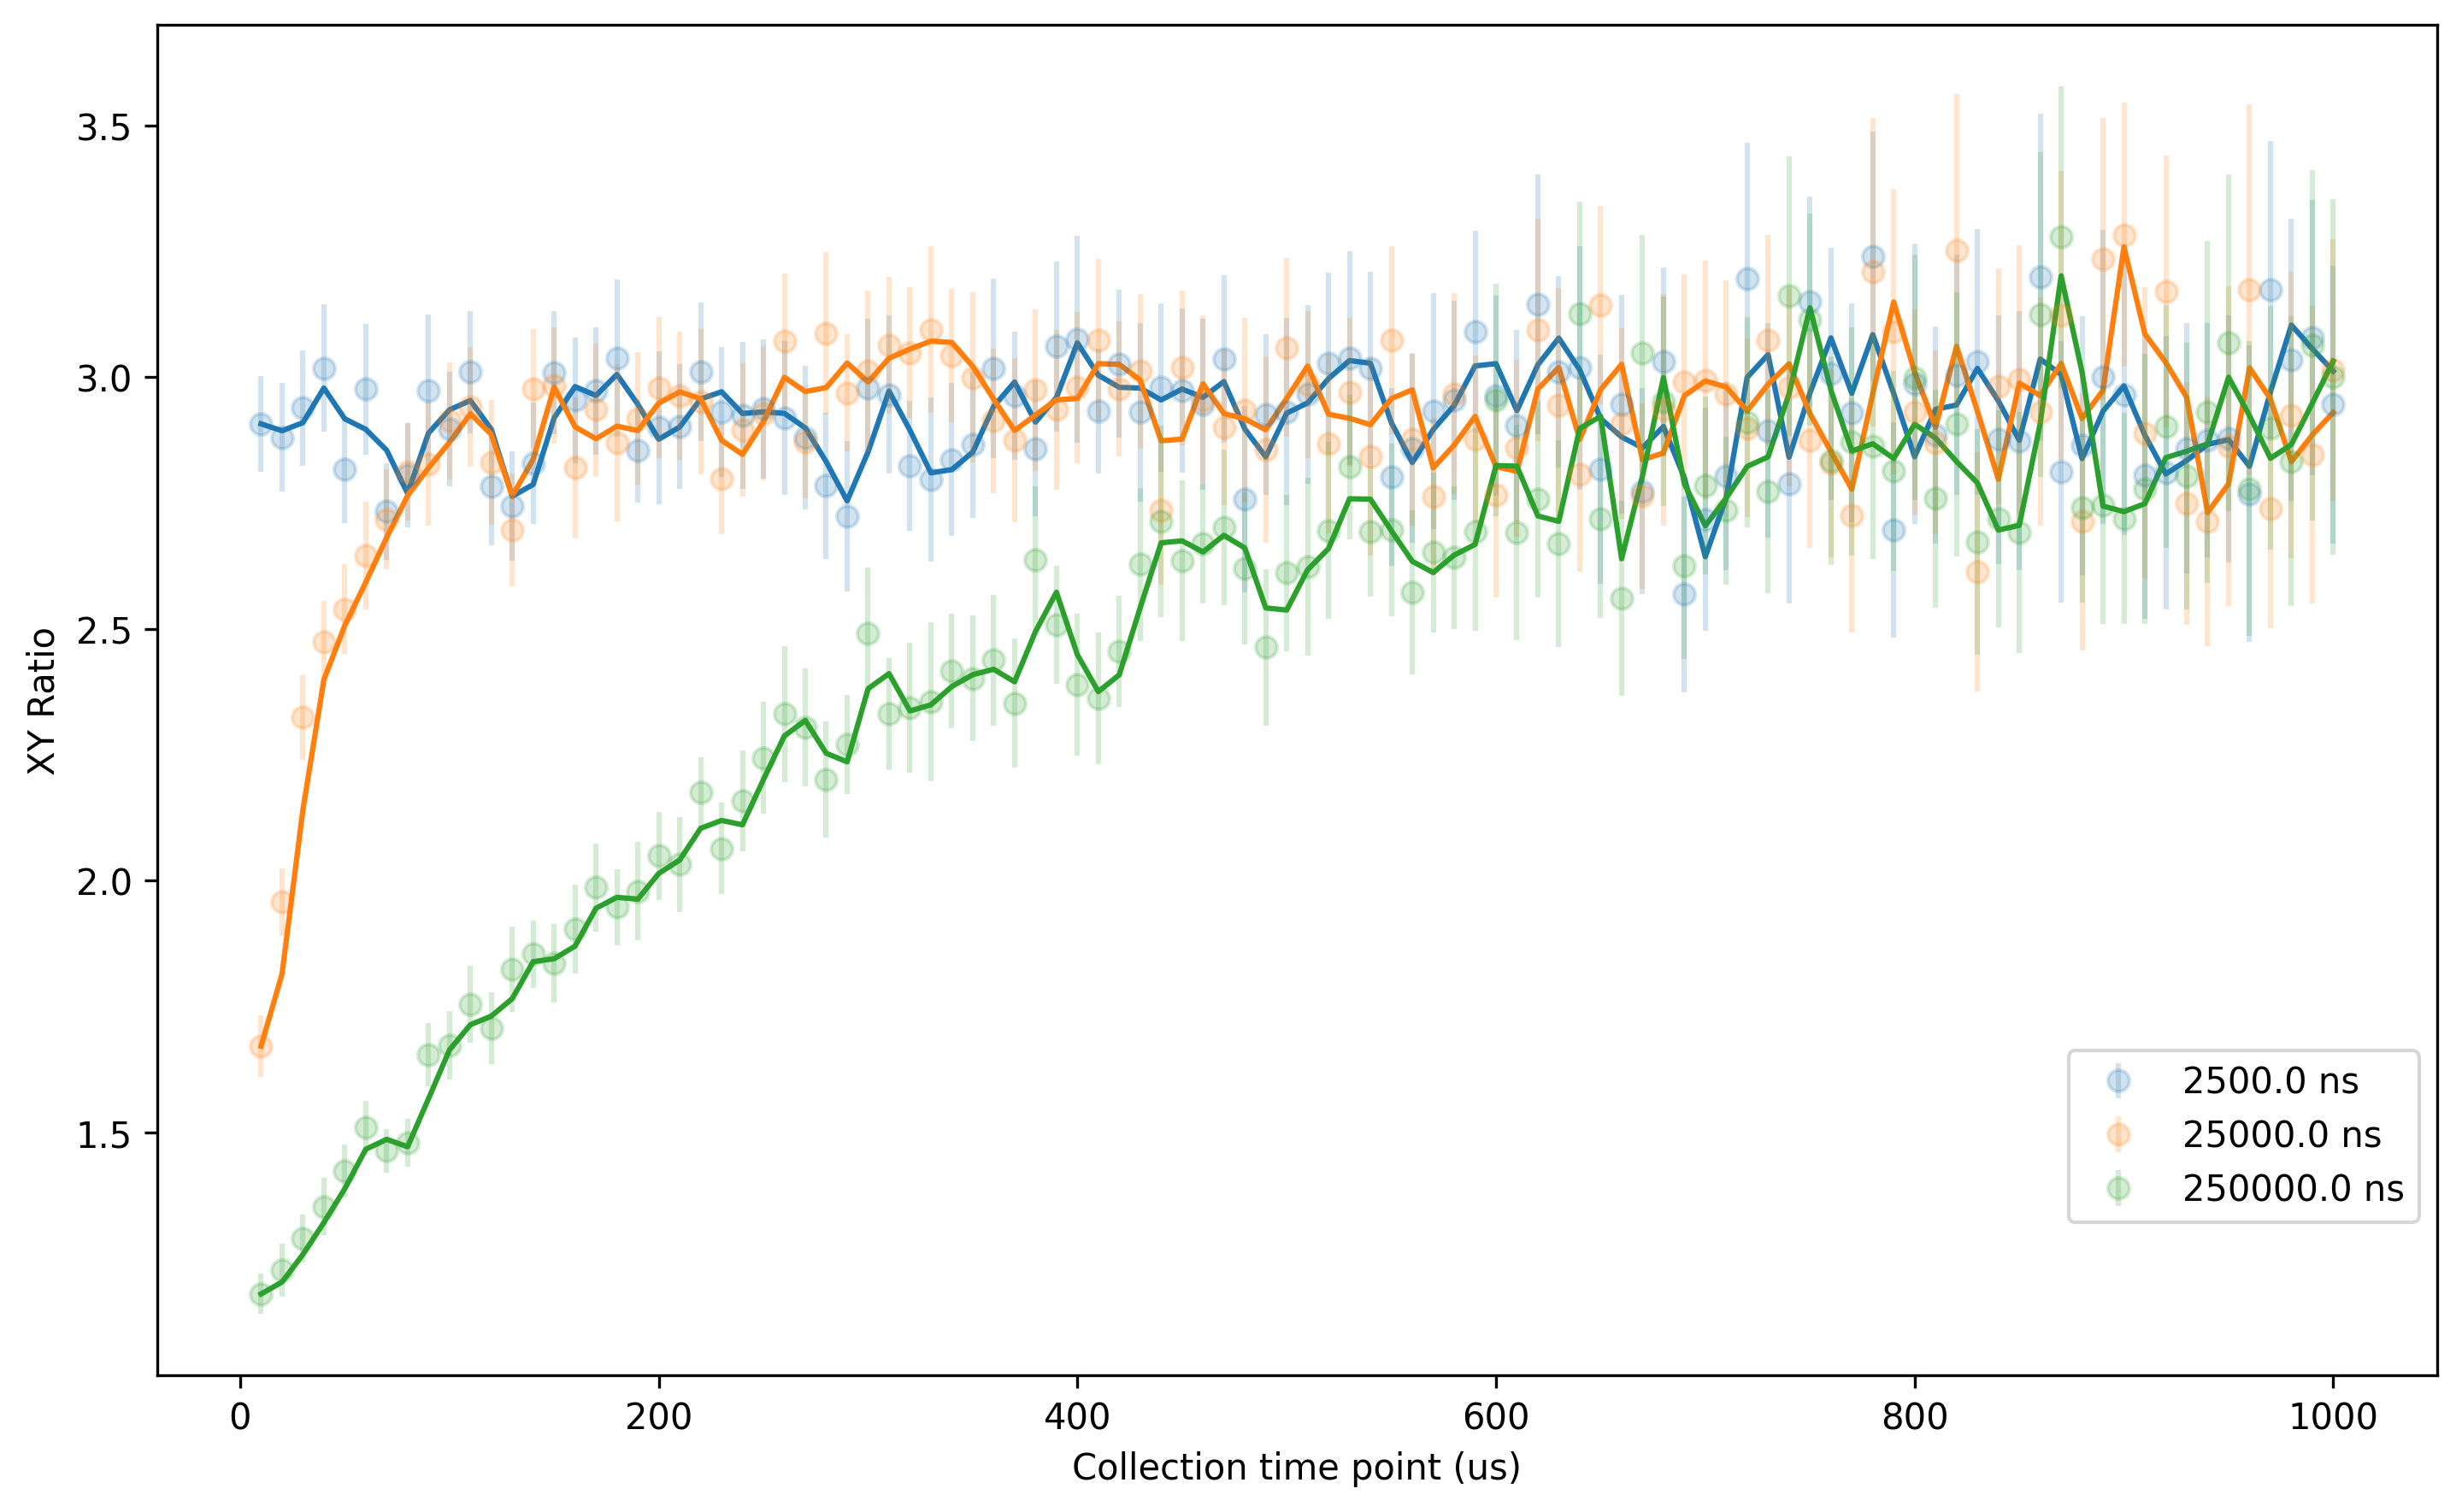 3.5
3.0
2.5
2.0
1.5
XY Ratio
2500.0 ns
25000.0 ns
250000.0 ns
0 200 400 600 800 1000
Collection time point (us)